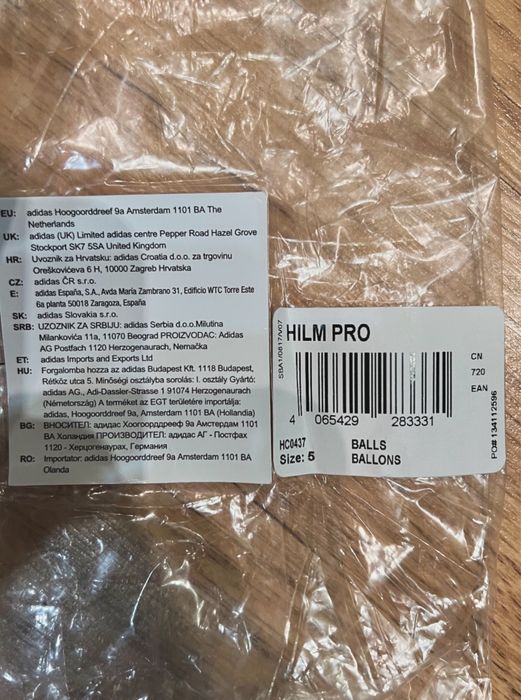 EU: adidas Hoogoorddreef 9a Amsterdam 1101 BA The
Netherlands
UK: adidas (UK) Limited adidas centre Pepper Road Hazel Grove
Stockport SK7 5SA United Kingdom
HR: Uvoznik za Hrvatsku: adidas Croatia d.o.o. za trgovinu
Oreškovićeva 6 H, 10000 Zagreb Hrvatska
CZ: adidas ČR s.r.o.
E: adidas España, S.A., Avda María Zambrano 31, Edificio WTC Torre Este
6a planta 50018 Zaragoza, España
SK: adidas Slovakia s.r.o.
SRB: UZOZNIK ZA SRBIJU: adidas Serbia d.o.o.Milutina
Milankovića 11a, 11070 Beograd PROIZVODAC: Adidas
AG Postfach 1120 Herzogenaurach, Nemačka
ET: adidas Imports and Exports Ltd
HU: Forgalomba hozza az adidas Budapest Kft. 1118 Budapest,
Rétköz utca 5. Minőségi osztályba sorolás: I. osztály Gyártó:
adidas AG., Adi-Dassler-Strasse 1 91074 Herzogenaurach
(Németország) A terméket az EGT területére importálja:
adidas, Hoogoorddreef 9a, Amsterdam 1101 BA (Hollandia)
BG: ВНОСИТЕЛ: адидас Хоогоорддрееф 9а Амстердам 1101
ВА Холандия ПРОИЗВОДИТЕЛ: адидас АГ - Постфах
1120 - Херцогенаурах, Германия
RO: Importator: adidas Hoogoorddreef 9a Amsterdam 1101 BA
Olanda
SBA1/0817/V07
HILM PRO
CN
720
EAN
4 065429 283331
PO# 134112596
HC0437 BALLS
Size: 5 BALLONS